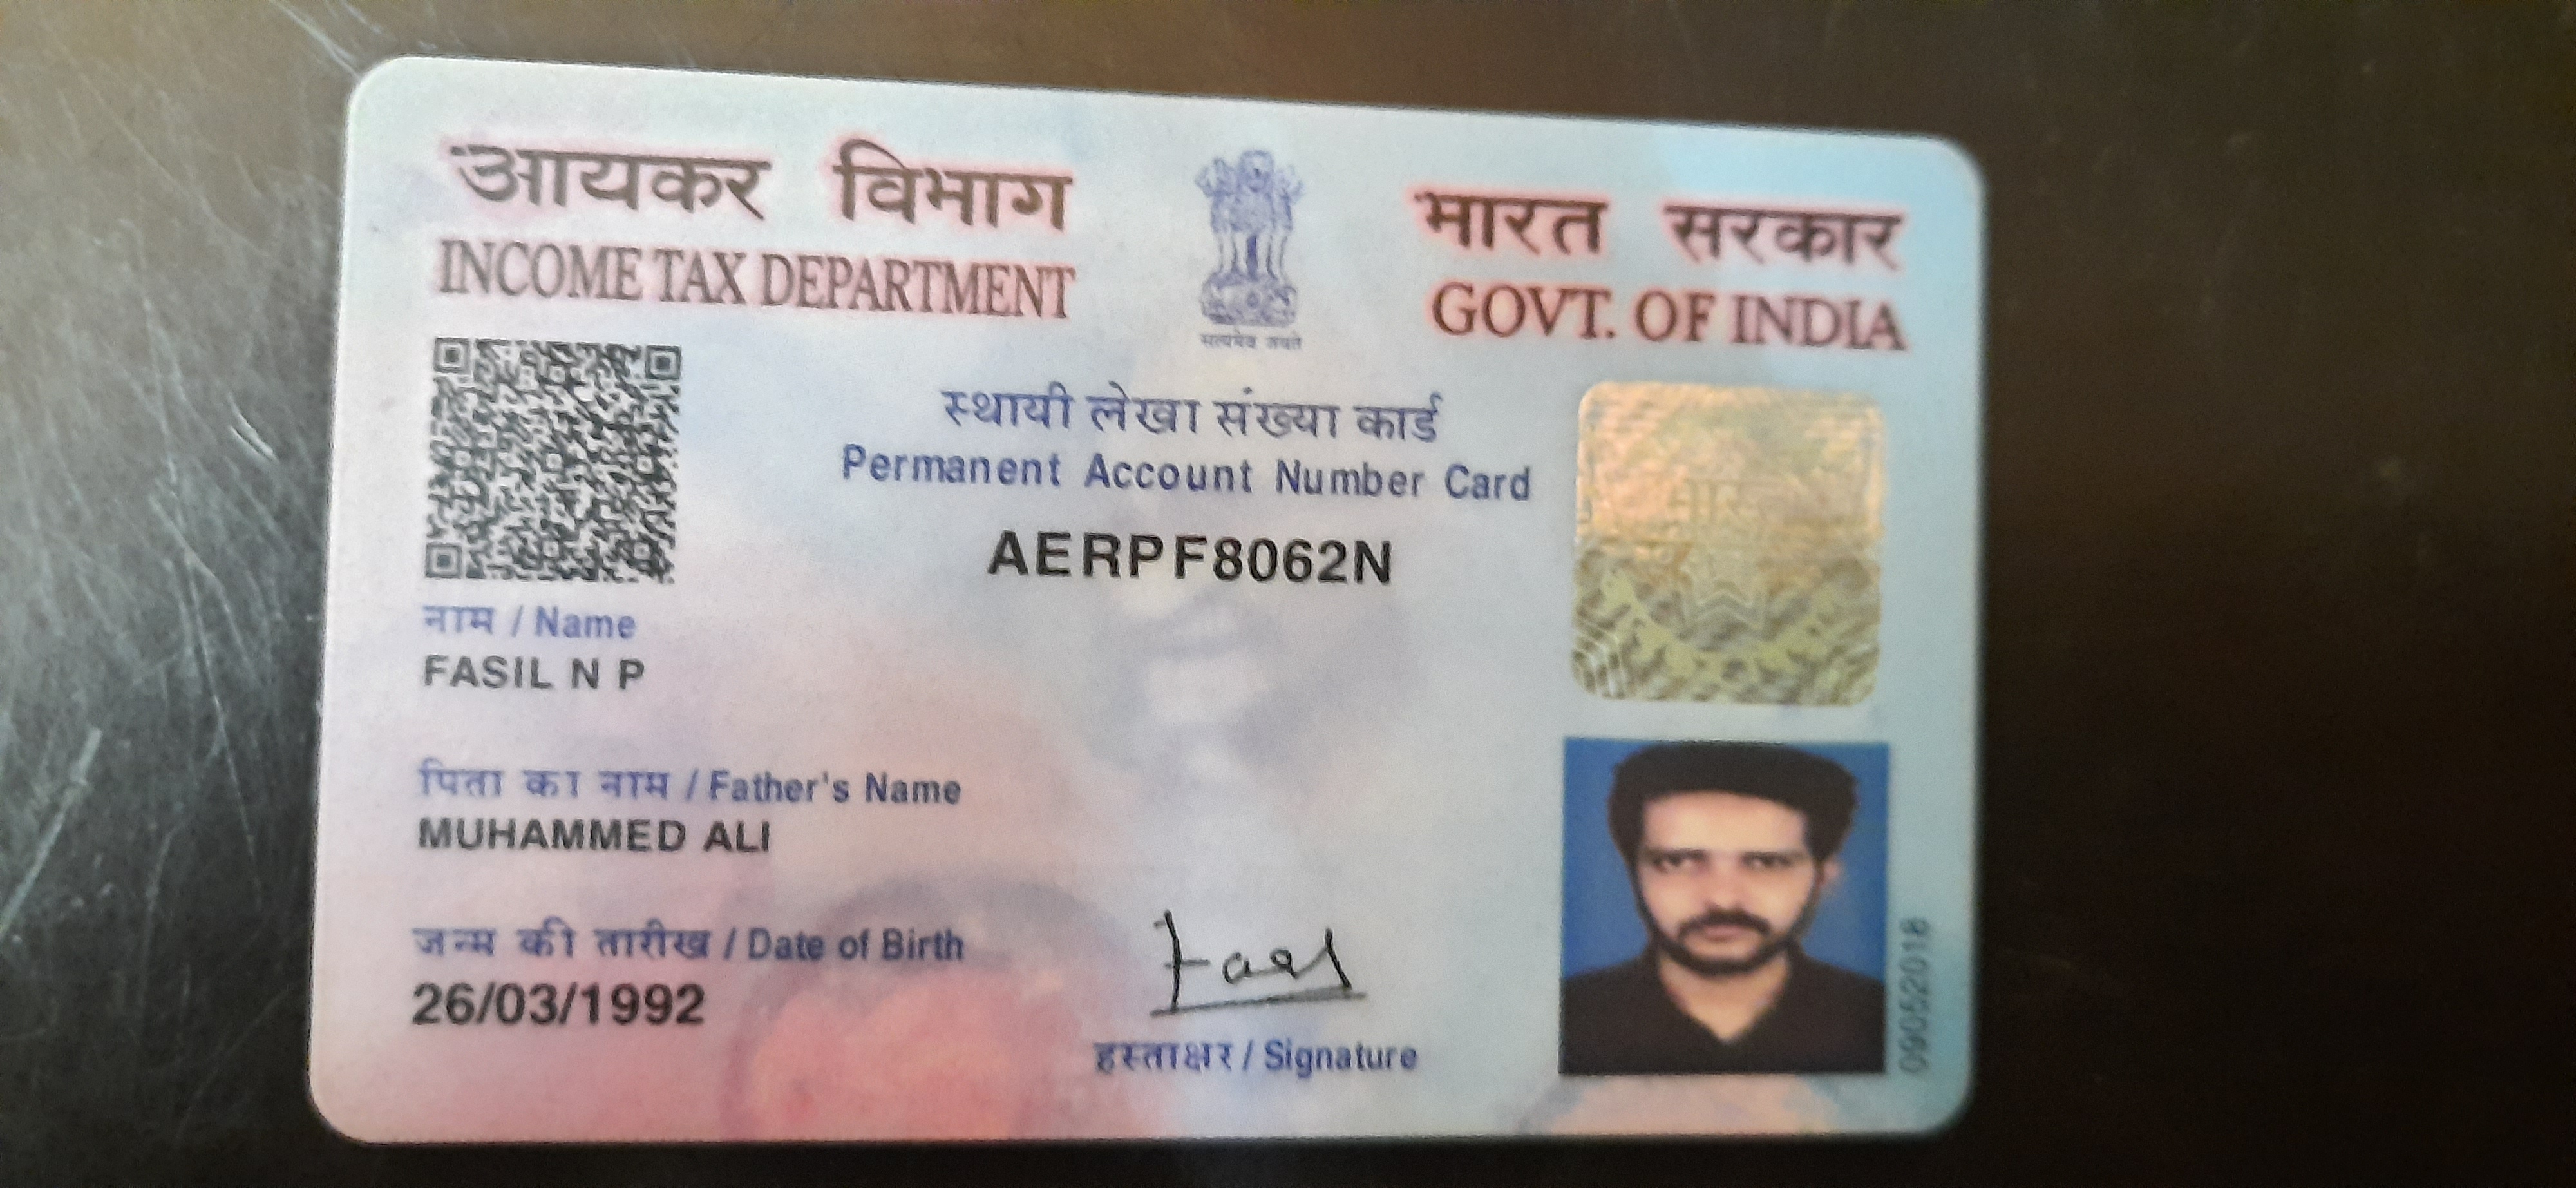 आयकर विभाग
INCOME TAX DEPARTMENT
भारत सरकार
GOVT. OF INDIA
सत्यमेव जयते
स्थायी लेखा संख्या कार्ड
Permanent Account Number Card
AERPF8062N
नाम / Name
FASIL N P
पिता का नाम / Father's Name
MUHAMMED ALI
जन्म की तारीख / Date of Birth
26/03/1992
हस्ताक्षर / Signature
09052018